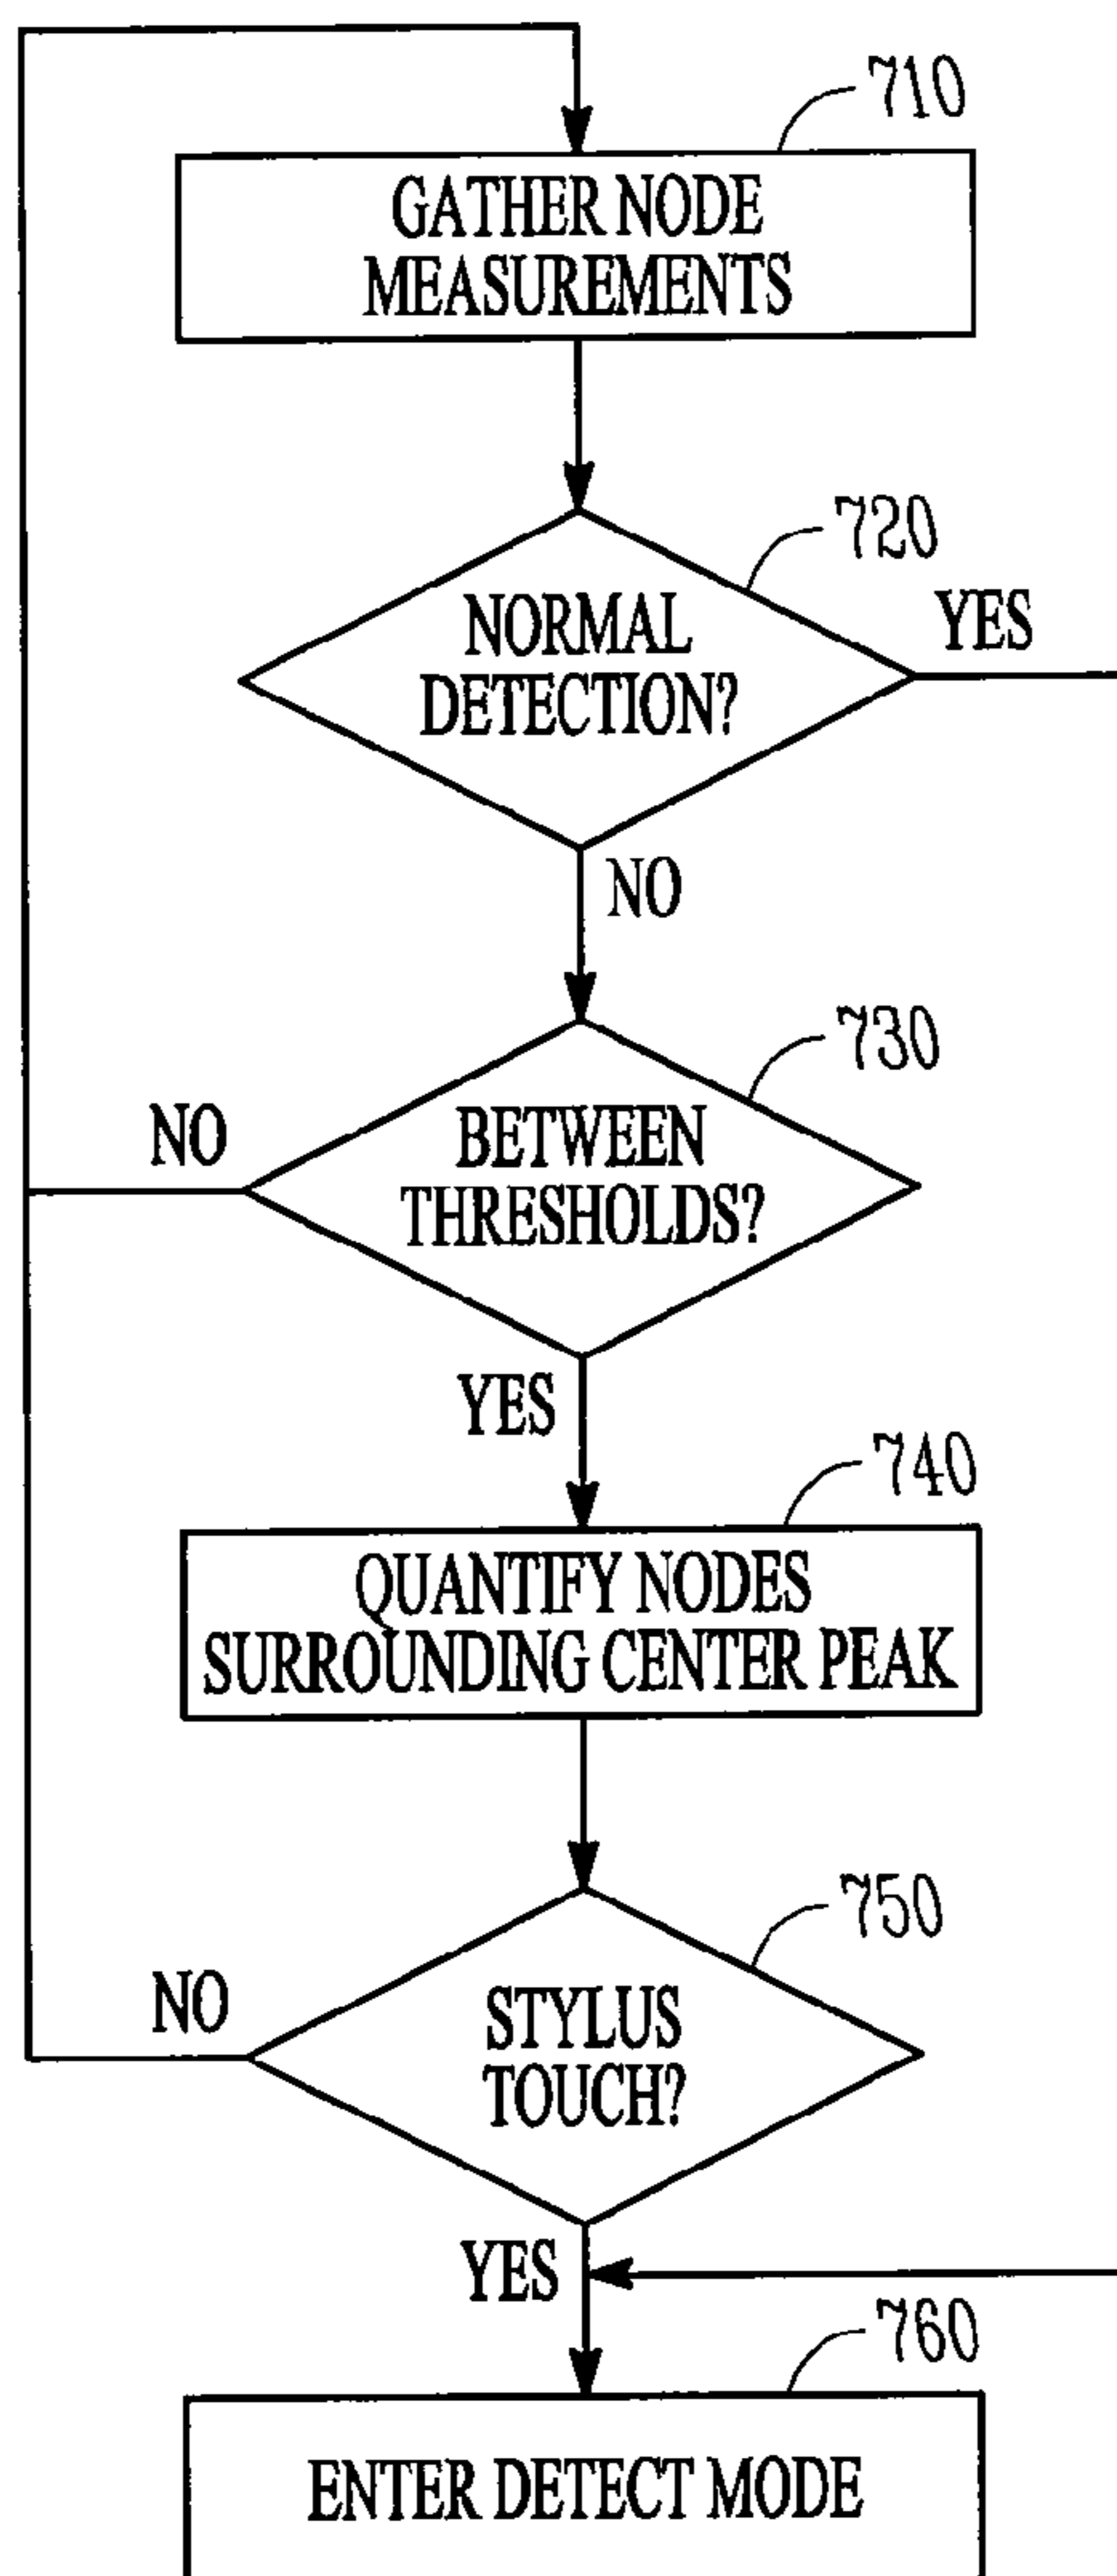 710
GATHER NODE
MEASUREMENTS
720
YES
NORMAL
DETECTION?
NO
730
NO
BETWEEN
THRESHOLDS?
YES
740
QUANTIFY NODES
SURROUNDING CENTER PEAK
750
NO
STYLUS
TOUCH?
YES
760
ENTER DETECT MODE